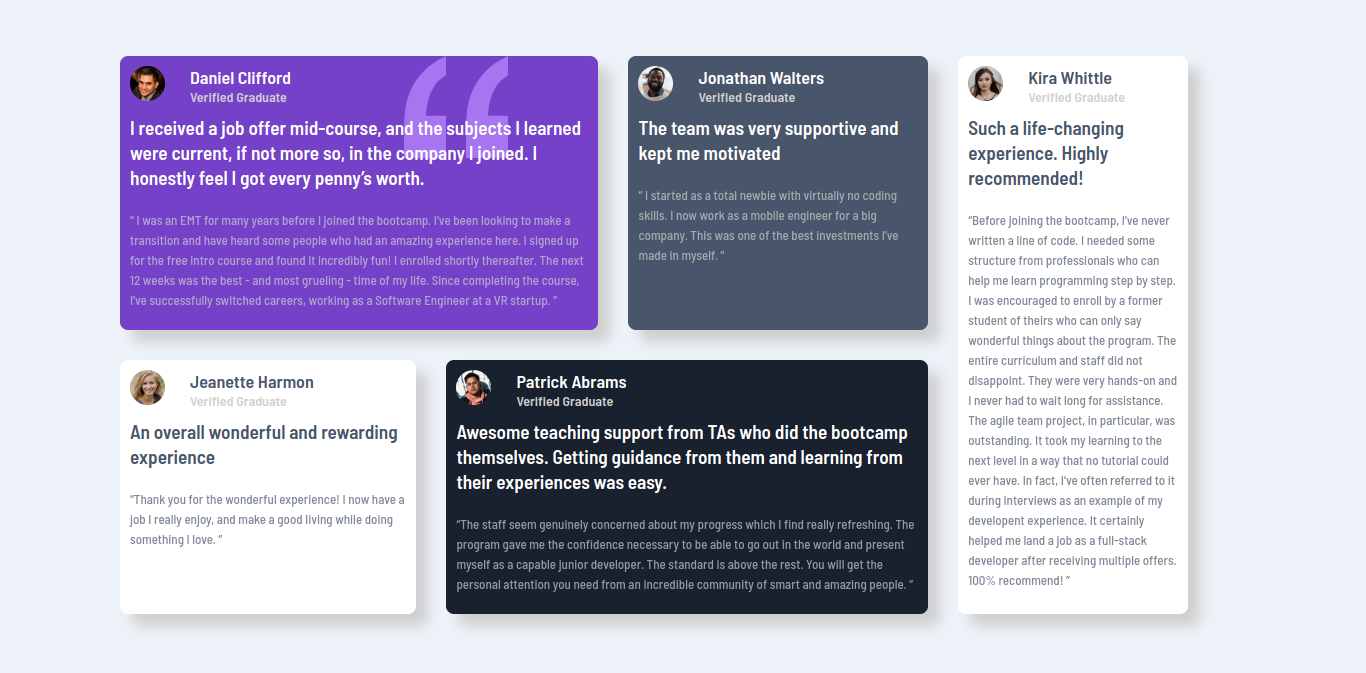 Daniel Clifford
Verified Graduate
I received a job offer mid-course, and the subjects I learned
were current, if not more so, in the company I joined. I
honestly feel I got every penny’s worth.
“ I was an EMT for many years before I joined the bootcamp. I’ve been looking to make a
transition and have heard some people who had an amazing experience here. I signed up
for the free intro course and found it incredibly fun! I enrolled shortly thereafter. The next
12 weeks was the best - and most grueling - time of my life. Since completing the course,
I’ve successfully switched careers, working as a Software Engineer at a VR startup. ”
Jonathan Walters
Verified Graduate
The team was very supportive and
kept me motivated
“ I started as a total newbie with virtually no coding
skills. I now work as a mobile engineer for a big
company. This was one of the best investments I’ve
made in myself. ”
Kira Whittle
Verified Graduate
Such a life-changing
experience. Highly
recommended!
“Before joining the bootcamp, I’ve never
written a line of code. I needed some
structure from professionals who can
help me learn programming step by step.
I was encouraged to enroll by a former
student of theirs who can only say
wonderful things about the program. The
entire curriculum and staff did not
disappoint. They were very hands-on and
I never had to wait long for assistance.
The agile team project, in particular, was
outstanding. It took my learning to the
next level in a way that no tutorial could
ever have. In fact, I’ve often referred to it
during interviews as an example of my
developent experience. It certainly
helped me land a job as a full-stack
developer after receiving multiple offers.
100% recommend! ”
Jeanette Harmon
Verified Graduate
An overall wonderful and rewarding
experience
“Thank you for the wonderful experience! I now have a
job I really enjoy, and make a good living while doing
something I love. ”
Patrick Abrams
Verified Graduate
Awesome teaching support from TAs who did the bootcamp
themselves. Getting guidance from them and learning from
their experiences was easy.
“The staff seem genuinely concerned about my progress which I find really refreshing. The
program gave me the confidence necessary to be able to go out in the world and present
myself as a capable junior developer. The standard is above the rest. You will get the
personal attention you need from an incredible community of smart and amazing people. ”